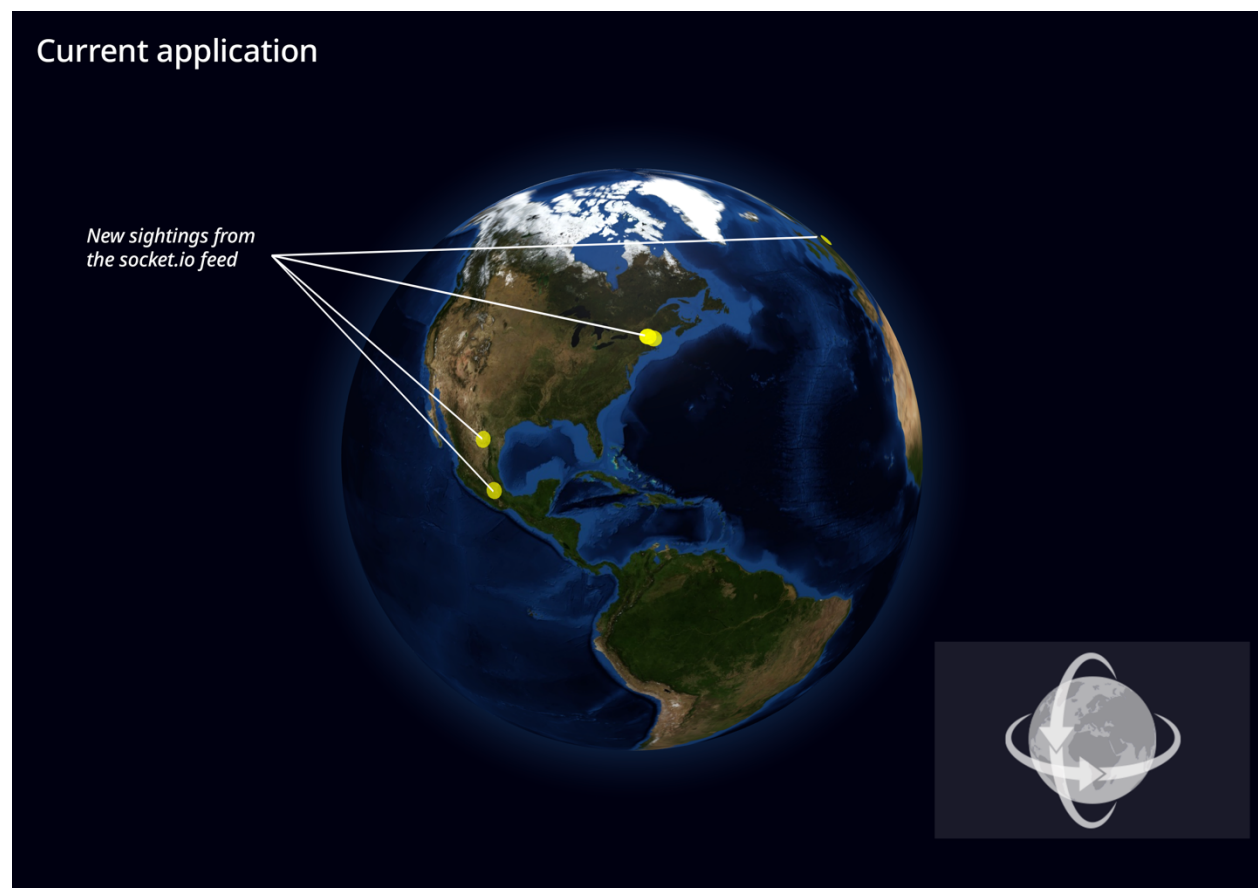 Current application
New sightings from
the socket.io feed